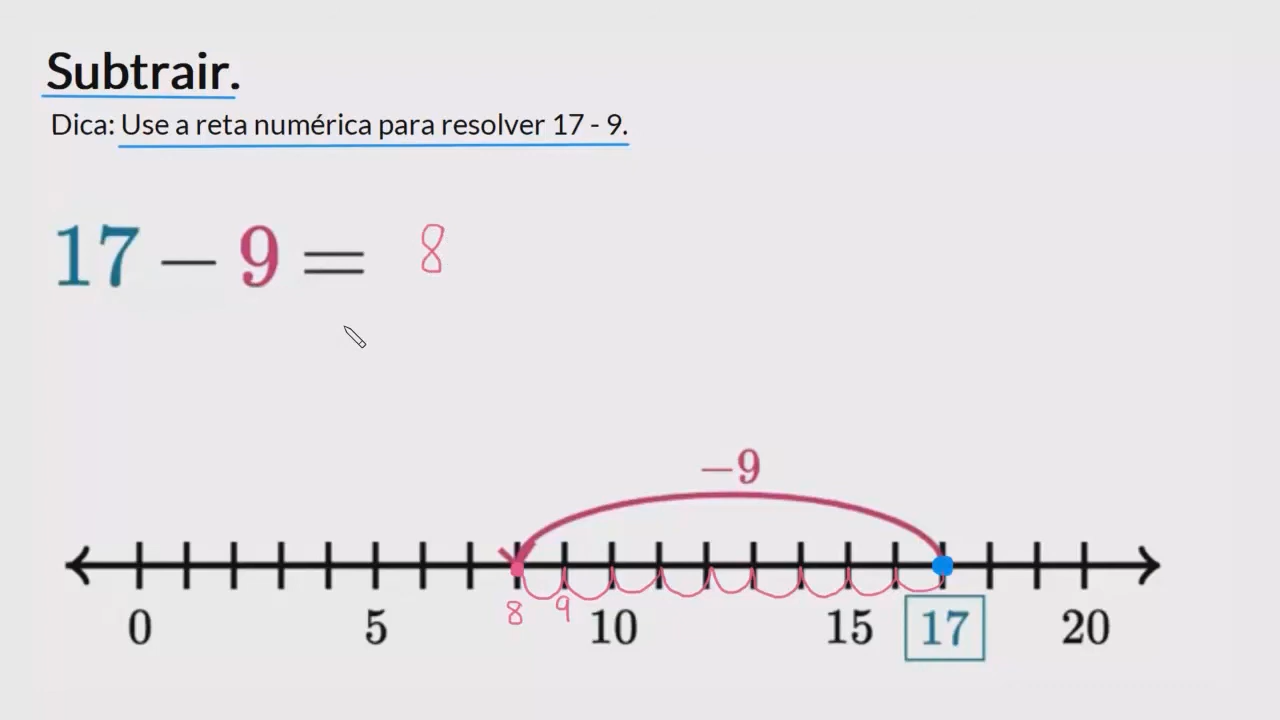 Subtrair.
Dica: Use a reta numérica para resolver 17 - 9.
17 − 9 = 8
−9
0 5 8 9 10 15 17 20